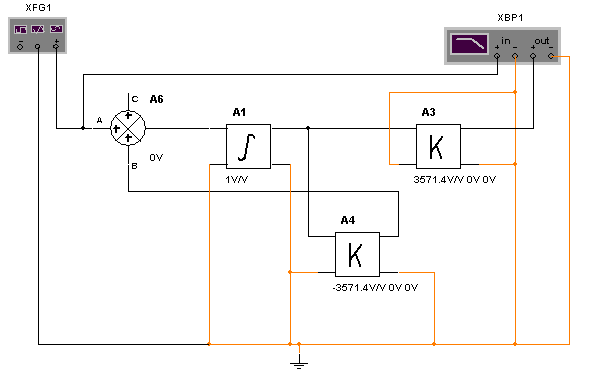 XFG1
XBP1
in
out
C
A6
A
A1
A3
K
B
0V
1V/V
3571.4V/V 0V 0V
A4
K
-3571.4V/V 0V 0V